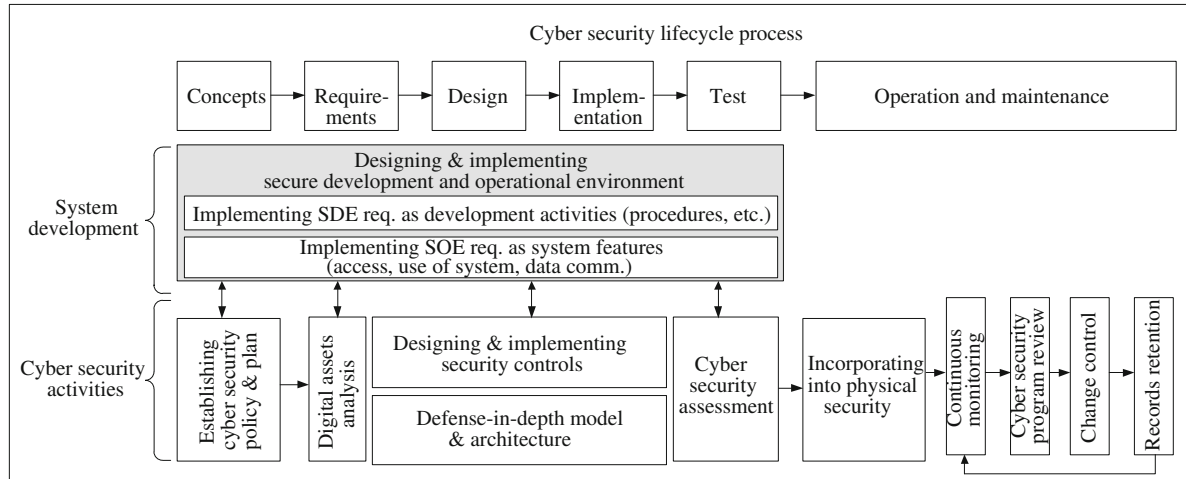 Cyber security lifecycle process
Concepts
Require-
ments
Design
Implem-
entation
Test
Operation and maintenance
System
development
Designing & implementing
secure development and operational environment
Implementing SDE req. as development activities (procedures, etc.)
Implementing SOE req. as system features
(access, use of system, data comm.)
Cyber security
activities
Establishing
cyber security
policy & plan
Digital assets
analysis
Designing & implementing
security controls
Defense-in-depth model
& architecture
Cyber
security
assessment
Incorporating
into physical
security
Continuous
monitoring
Cyber security
program review
Change control
Records retention